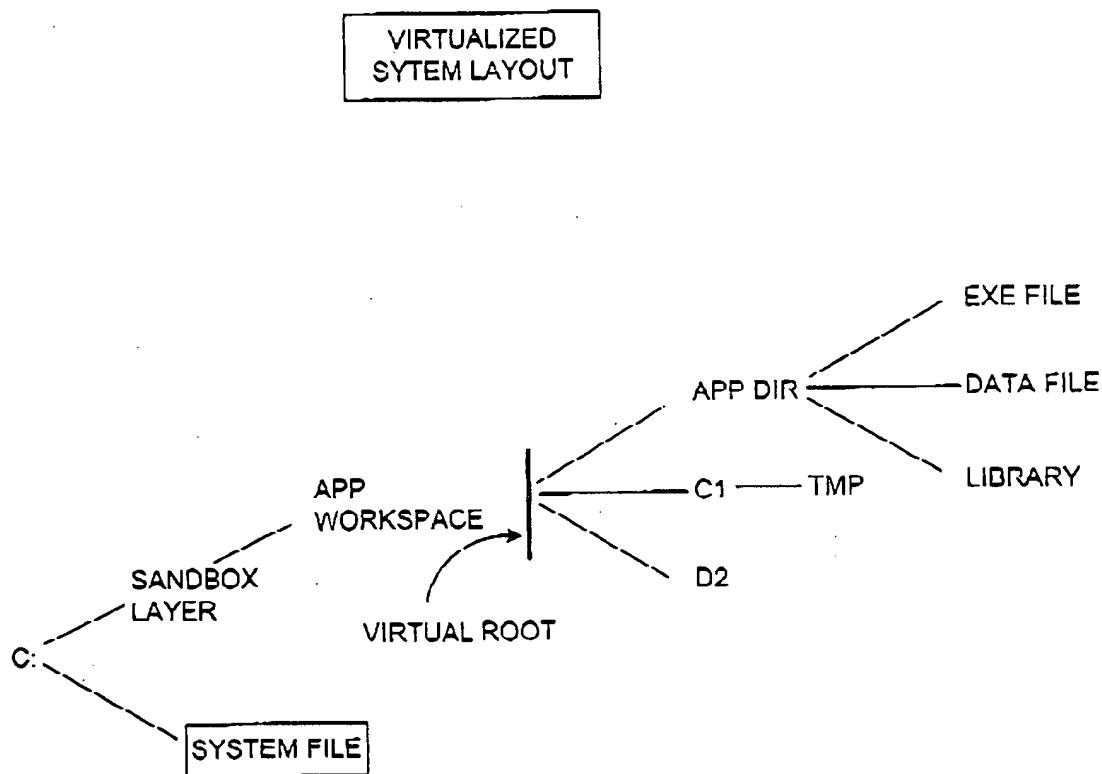 VIRTUALIZED
SYTEM LAYOUT
EXE FILE
APP DIR
DATA FILE
LIBRARY
APP
WORKSPACE
C1
TMP
SANDBOX
LAYER
D2
VIRTUAL ROOT
C:
SYSTEM FILE